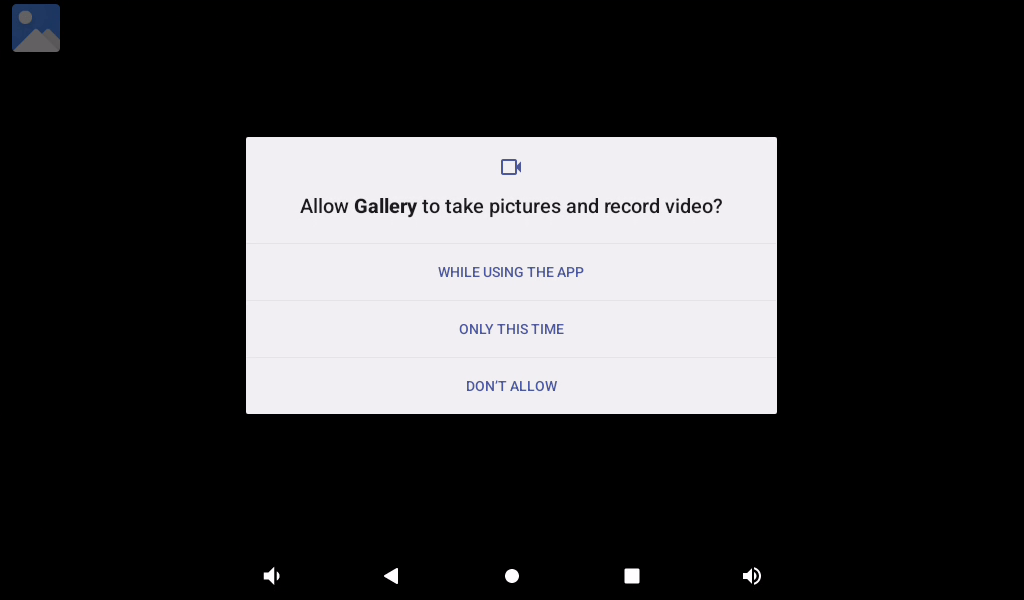 Allow Gallery to take pictures and record video?
WHILE USING THE APP
ONLY THIS TIME
DON'T ALLOW